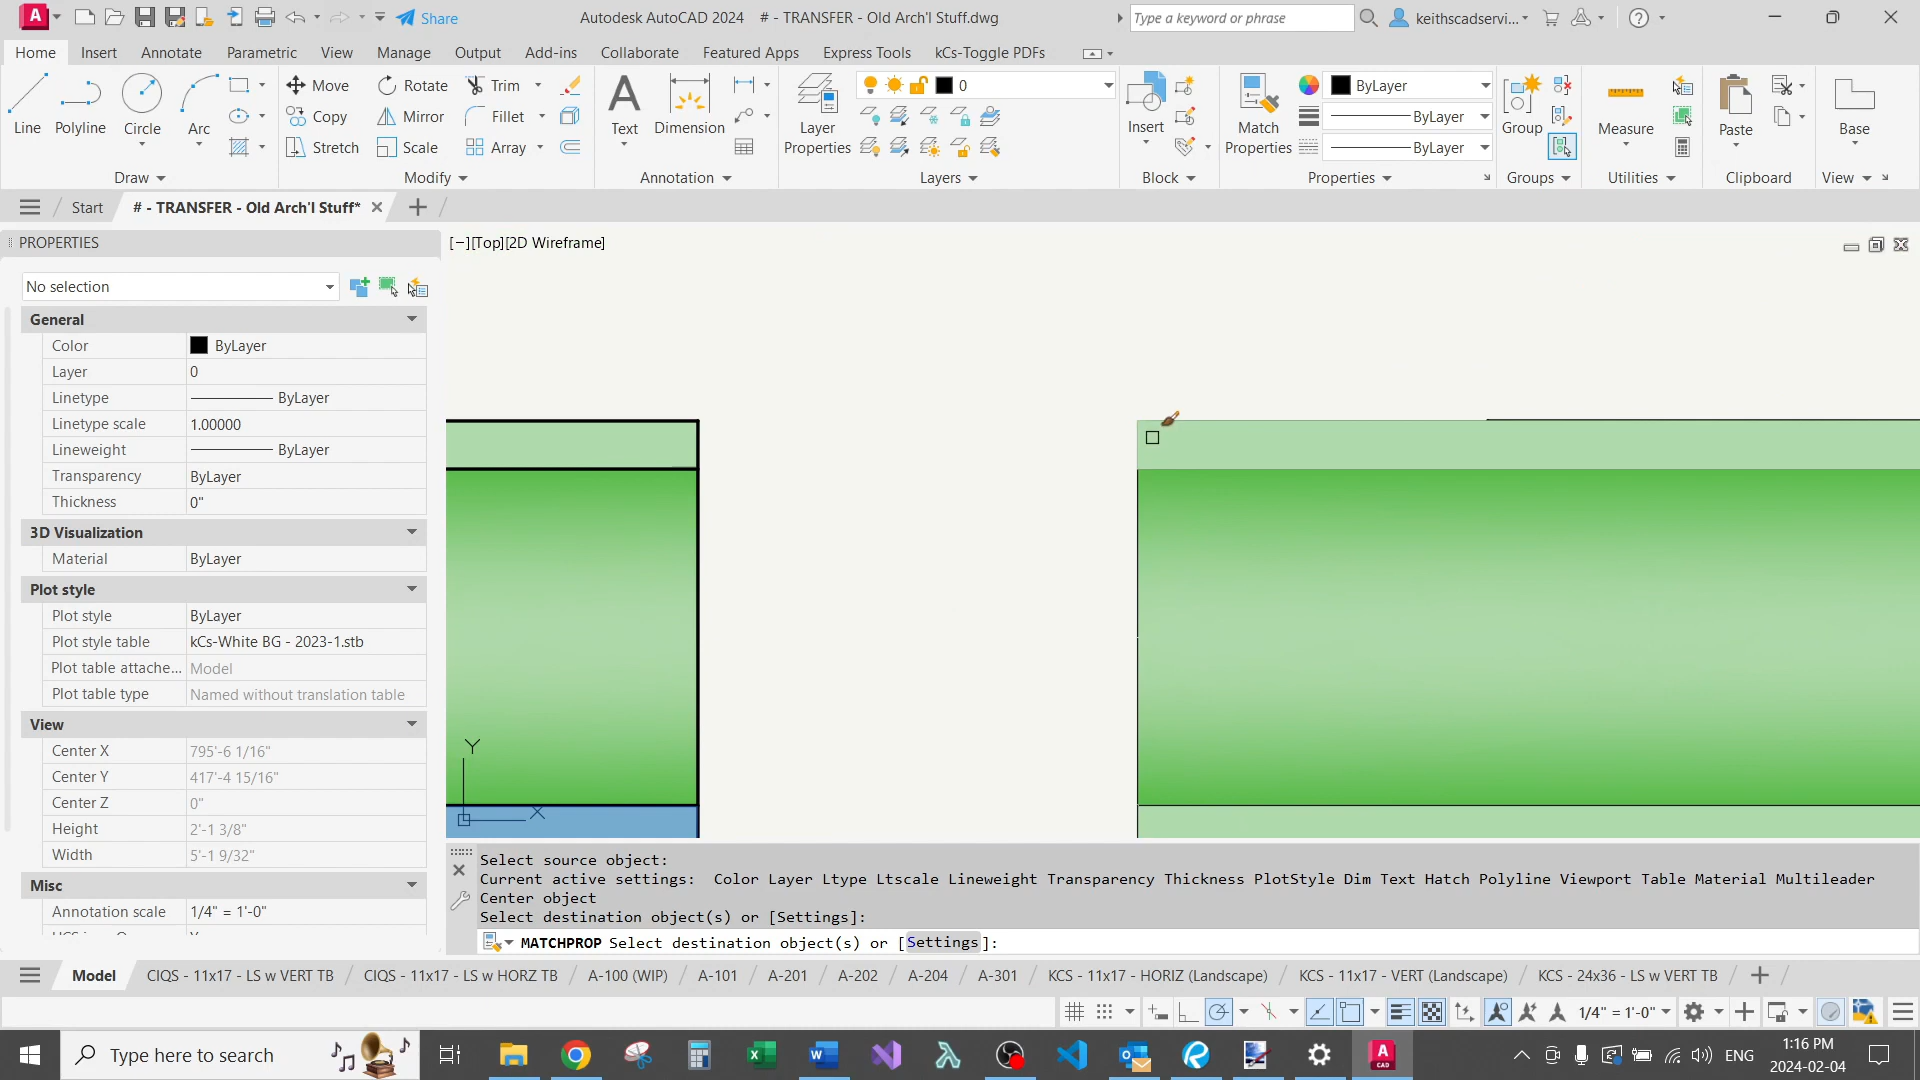 Share
Autodesk AutoCAD 2024 # - TRANSFER - Old Arch'l Stuff.dwg
Type a keyword or phrase
keithscadservi...
Home Insert Annotate Parametric View Manage Output Add-ins Collaborate Featured Apps Express Tools kCs-Toggle PDFs
Line Polyline Circle Arc
Move Rotate Trim
Copy Mirror Fillet
Stretch Scale Array
Text Dimension
Layer Properties
0
Insert
Match Properties
ByLayer
ByLayer
ByLayer
Group
Measure
Paste
Base
Draw Modify Annotation Layers Block Properties Groups Utilities Clipboard View
Start # - TRANSFER - Old Arch'l Stuff*
PROPERTIES
[−][Top][2D Wireframe]
No selection
General
Color ByLayer
Layer 0
Linetype ByLayer
Linetype scale 1.00000
Lineweight ByLayer
Transparency ByLayer
Thickness 0"
3D Visualization
Material ByLayer
Plot style
Plot style ByLayer
Plot style table kCs-White BG - 2023-1.stb
Plot table attache... Model
Plot table type Named without translation table
View
Center X 795'-6 1/16"
Center Y 417'-4 15/16"
Center Z 0"
Height 2'-1 3/8"
Width 5'-1 9/32"
Misc
Annotation scale 1/4" = 1'-0"
Y
X
Select source object:
Current active settings: Color Layer Ltype Ltscale Lineweight Transparency Thickness PlotStyle Dim Text Hatch Polyline Viewport Table Material Multileader
Center object
Select destination object(s) or [Settings]:
MATCHPROP Select destination object(s) or [Settings]:
Model CIQS - 11x17 - LS w VERT TB CIQS - 11x17 - LS w HORZ TB A-100 (WIP) A-101 A-201 A-202 A-204 A-301 KCS - 11x17 - HORIZ (Landscape) KCS - 11x17 - VERT (Landscape) KCS - 24x36 - LS w VERT TB
1/4" = 1'-0"
Type here to search
ENG
1:16 PM
2024-02-04